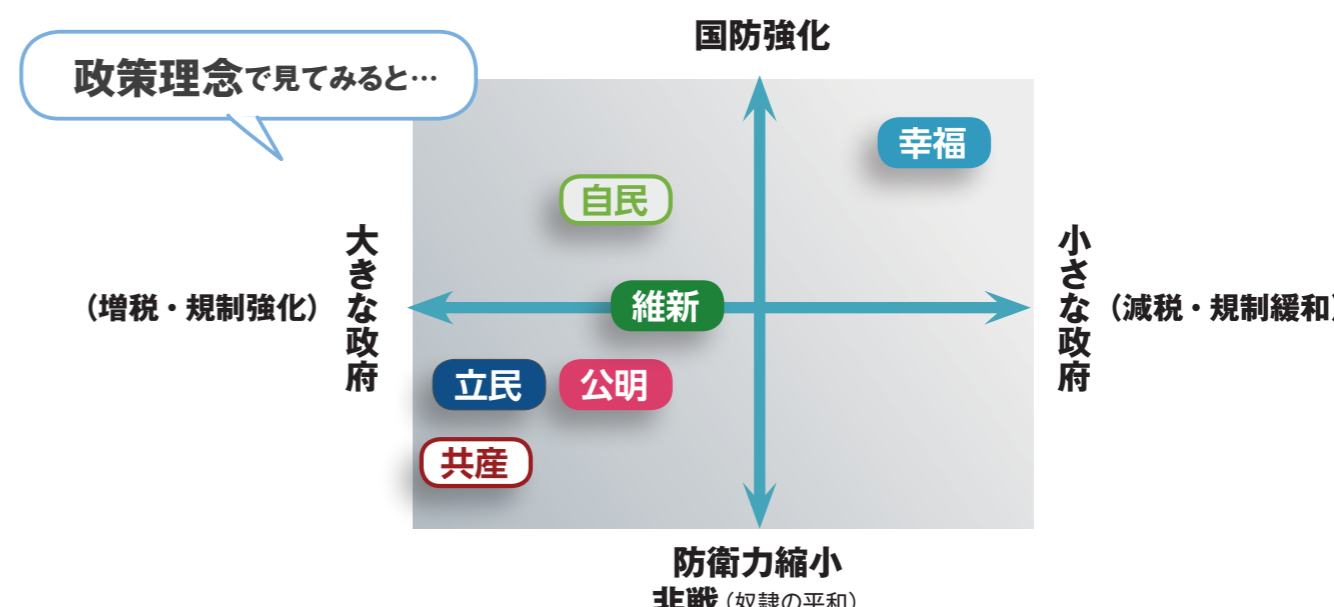 国防強化
政策理念で見てみると…
幸福
自民
大きな政府
小さな政府
（増税・規制強化）
維新
（減税・規制緩和）
立民
公明
共産
防衛力縮小
非戦（奴隷の平和）